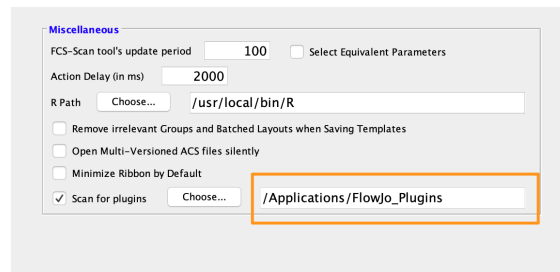 Miscellaneous
FCS-Scan tool's update period 100 Select Equivalent Parameters
Action Delay (in ms) 2000
R Path Choose... /usr/local/bin/R
Remove irrelevant Groups and Batched Layouts when Saving Templates
Open Multi-Versioned ACS files silently
Minimize Ribbon by Default
Scan for plugins Choose... /Applications/FlowJo_Plugins